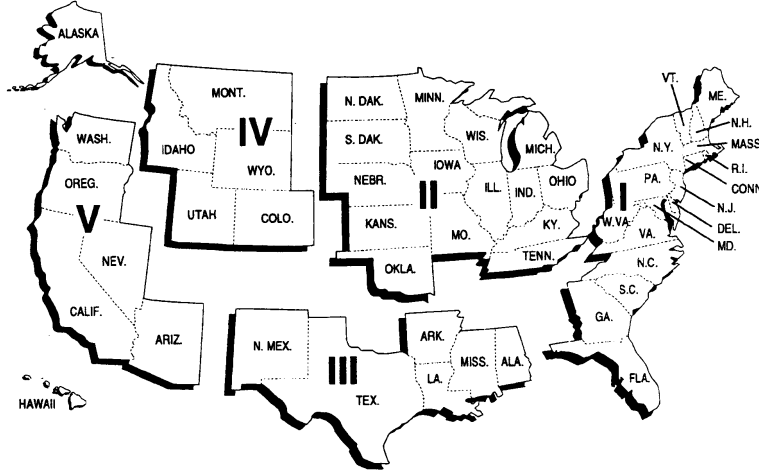 ALASKA
WASH.
OREG.
V
NEV.
CALIF.
ARIZ.
HAWAII
MONT.
IV
IDAHO
WYO.
UTAH
COLO.
N. DAK.
MINN.
S. DAK.
WIS.
MICH.
IOWA
NEBR.
II
ILL.
IND.
OHIO
KANS.
MO.
KY.
TENN.
OKLA.
N. MEX.
III
TEX.
ARK.
LA.
MISS.
ALA.
VT.
ME.
N.H.
MASS
N.Y.
R.I.
CONN
PA.
I
N.J.
W.VA.
DEL.
VA.
MD.
N.C.
S.C.
GA.
FLA.